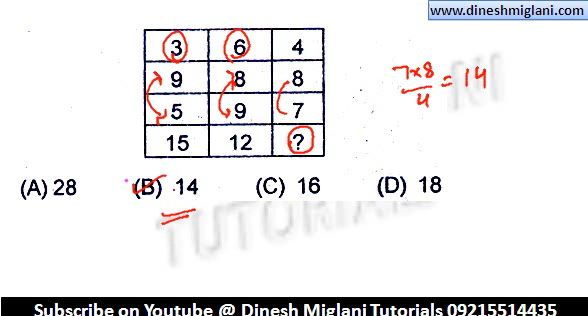 www.dineshmiglani.com
3 6 4
9 8 8
5 9 7
15 12 ?
7×8/4 = 14
(A) 28 (B) 14 (C) 16 (D) 18
TUTORIAL
Subscribe on Youtube @ Dinesh Miglani Tutorials 09215514435